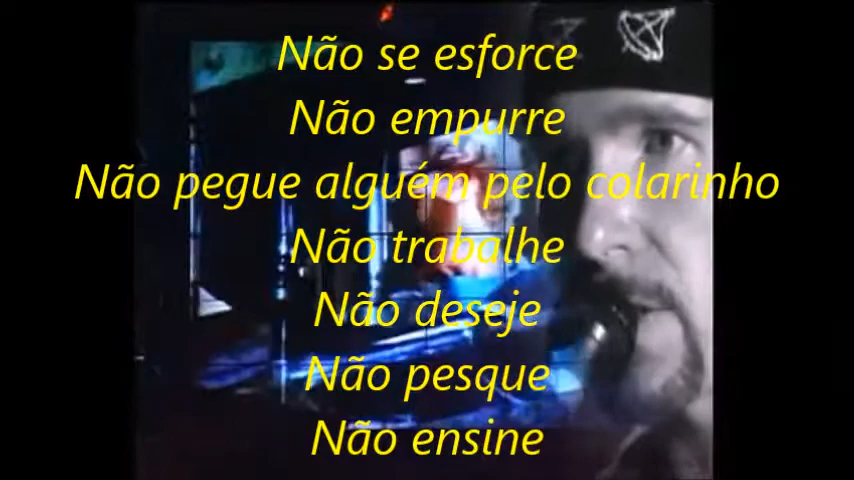 Não se esforce
Não empurre
Não pegue alguém pelo colarinho
Não trabalhe
Não deseje
Não pesque
Não ensine